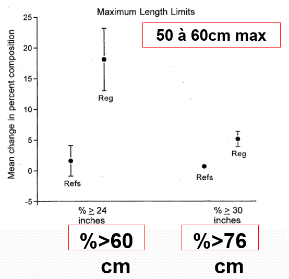 Maximum Length Limits
50 à 60cm max
Mean change in percent composition
25
20
15
10
5
0
-5
Reg
Refs
Reg
Refs
% ≥ 24
inches
% ≥ 30
inches
%>60
cm
%>76
cm